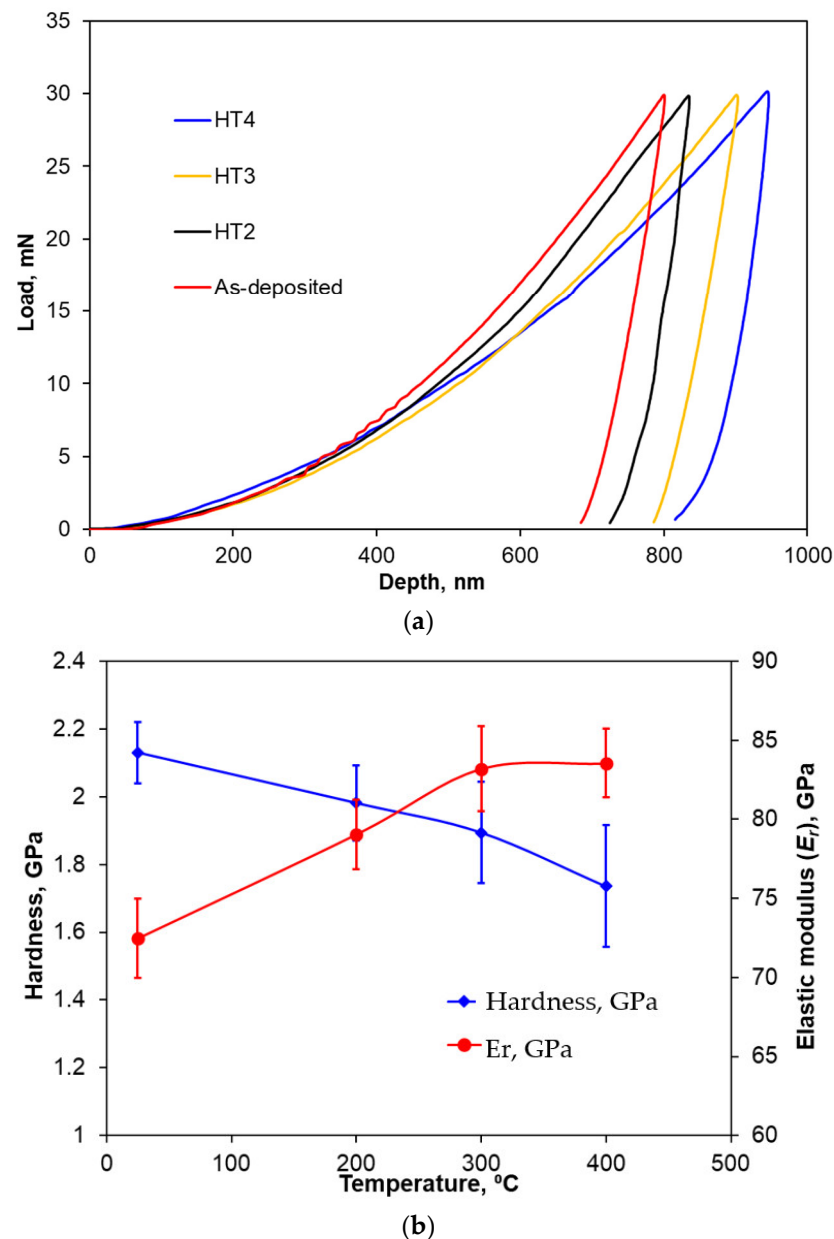 35
30
25
20
15
10
5
0
Load, mN
HT4
HT3
HT2
As-deposited
0 200 400 600 800 1000
Depth, nm
(a)
2.4
2.2
2
1.8
1.6
1.4
1.2
1
Hardness, GPa
90
85
80
75
70
65
60
Elastic modulus (Er), GPa
Hardness, GPa
Er, GPa
0 100 200 300 400 500
Temperature, ⁰C
(b)